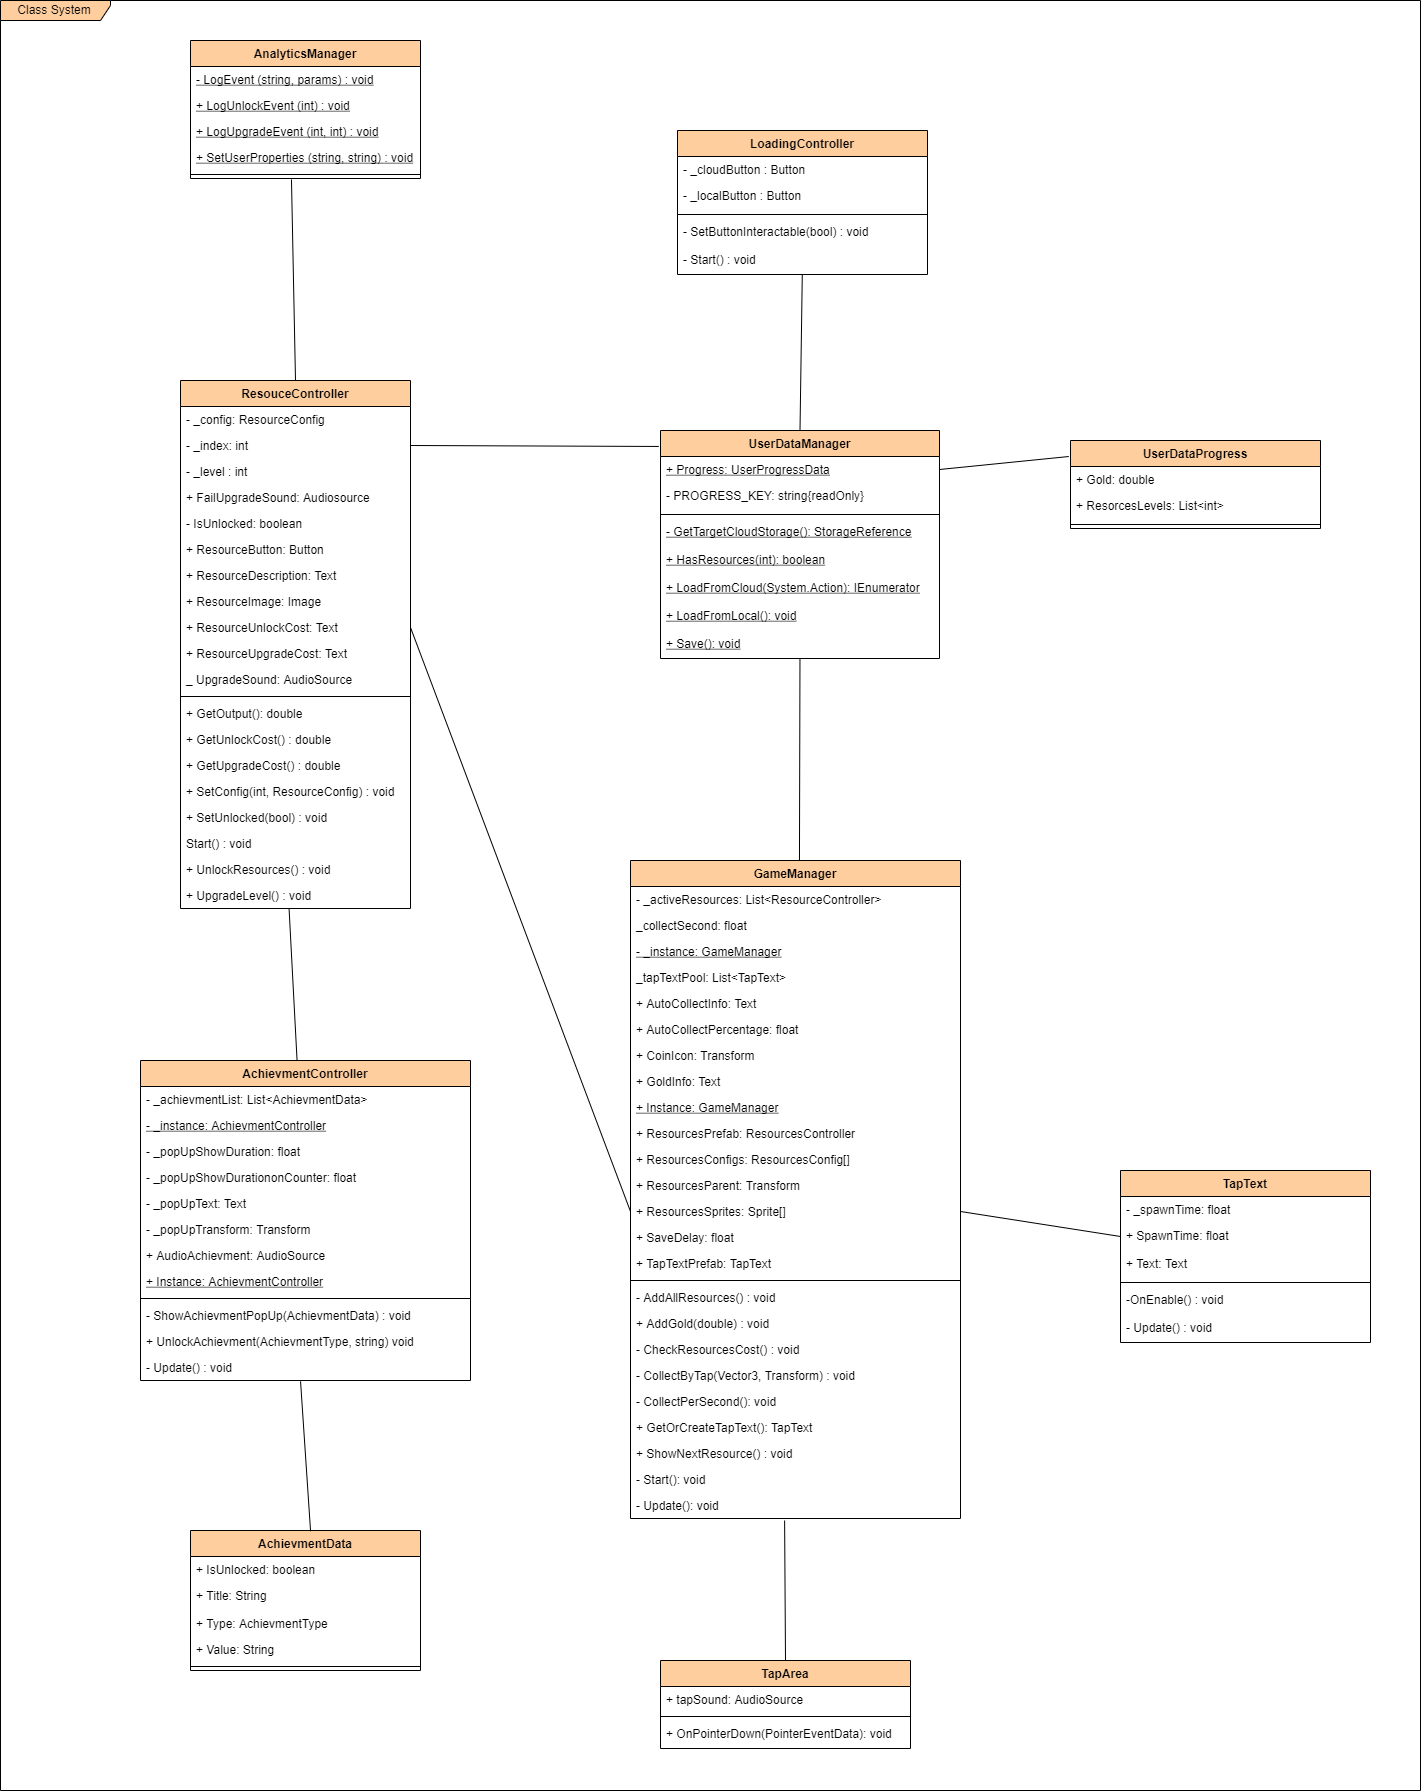 Class System
AnalyticsManager
- LogEvent (string, params) : void
+ LogUnlockEvent (int) : void
+ LogUpgradeEvent (int, int) : void
+ SetUserProperties (string, string) : void
LoadingController
- _cloudButton : Button
- _localButton : Button
- SetButtonInteractable(bool) : void
- Start() : void
ResouceController
- _config: ResourceConfig
- _index: int
- _level : int
+ FailUpgradeSound: Audiosource
- IsUnlocked: boolean
+ ResourceButton: Button
+ ResourceDescription: Text
+ ResourceImage: Image
+ ResourceUnlockCost: Text
+ ResourceUpgradeCost: Text
_ UpgradeSound: AudioSource
+ GetOutput(): double
+ GetUnlockCost() : double
+ GetUpgradeCost() : double
+ SetConfig(int, ResourceConfig) : void
+ SetUnlocked(bool) : void
Start() : void
+ UnlockResources() : void
+ UpgradeLevel() : void
UserDataManager
+ Progress: UserProgressData
- PROGRESS_KEY: string{readOnly}
- GetTargetCloudStorage(): StorageReference
+ HasResources(int): boolean
+ LoadFromCloud(System.Action): IEnumerator
+ LoadFromLocal(): void
+ Save(): void
UserDataProgress
+ Gold: double
+ ResorcesLevels: List<int>
GameManager
- _activeResources: List<ResourceController>
_collectSecond: float
- _instance: GameManager
_tapTextPool: List<TapText>
+ AutoCollectInfo: Text
+ AutoCollectPercentage: float
+ CoinIcon: Transform
+ GoldInfo: Text
+ Instance: GameManager
+ ResourcesPrefab: ResourcesController
+ ResourcesConfigs: ResourcesConfig[]
+ ResourcesParent: Transform
+ ResourcesSprites: Sprite[]
+ SaveDelay: float
+ TapTextPrefab: TapText
- AddAllResources() : void
+ AddGold(double) : void
- CheckResourcesCost() : void
- CollectByTap(Vector3, Transform) : void
- CollectPerSecond(): void
+ GetOrCreateTapText(): TapText
+ ShowNextResource() : void
- Start(): void
- Update(): void
AchievmentController
- _achievmentList: List<AchievmentData>
- _instance: AchievmentController
- _popUpShowDuration: float
- _popUpShowDurationonCounter: float
- _popUpText: Text
- _popUpTransform: Transform
+ AudioAchievment: AudioSource
+ Instance: AchievmentController
- ShowAchievmentPopUp(AchievmentData) : void
+ UnlockAchievment(AchievmentType, string) void
- Update() : void
TapText
- _spawnTime: float
+ SpawnTime: float
+ Text: Text
-OnEnable() : void
- Update() : void
AchievmentData
+ IsUnlocked: boolean
+ Title: String
+ Type: AchievmentType
+ Value: String
TapArea
+ tapSound: AudioSource
+ OnPointerDown(PointerEventData): void